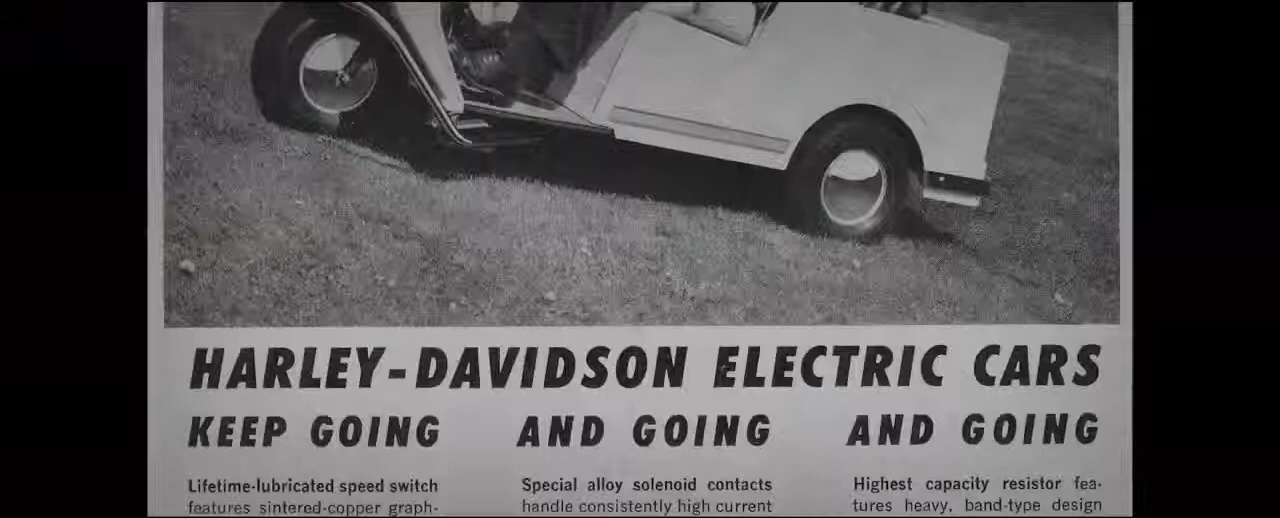 HARLEY-DAVIDSON ELECTRIC CARS
KEEP GOING AND GOING AND GOING
Lifetime-lubricated speed switch
features sintered-copper graph-
Special alloy solenoid contacts
handle consistently high current
Highest capacity resistor fea-
tures heavy, band-type design